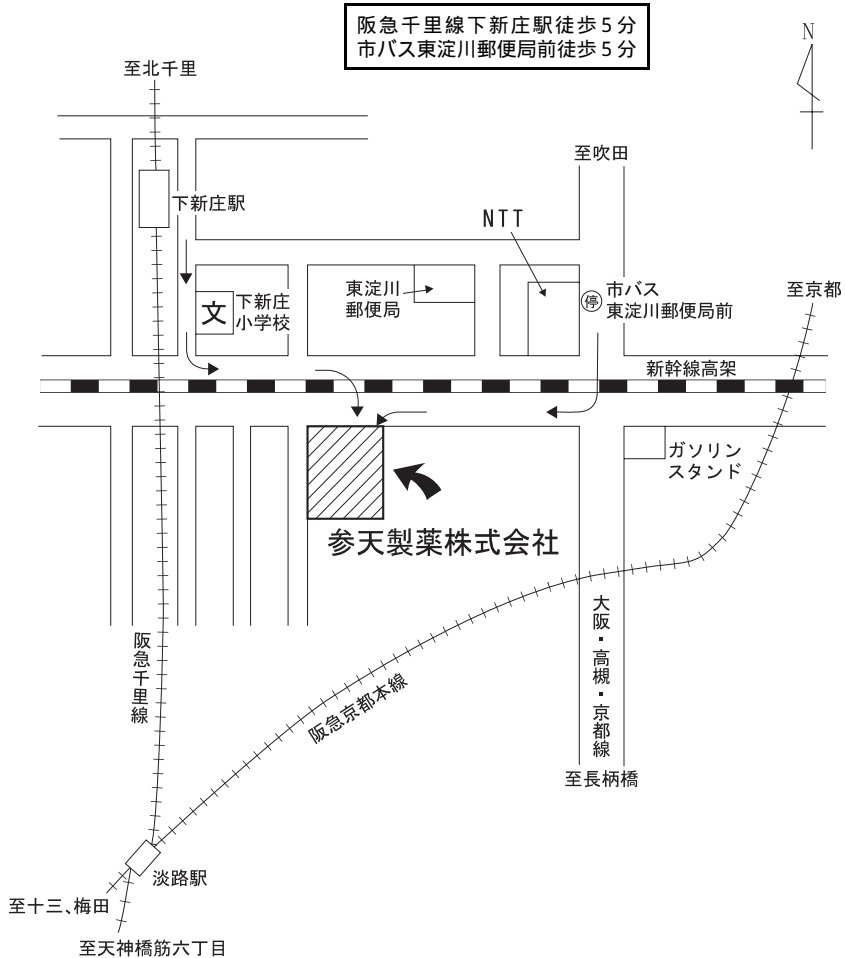 阪急千里線下新庄駅徒歩5分
市バス東淀川郵便局前徒歩5分
N
至北千里
至吹田
下新庄駅
NTT
東淀川
郵便局
下新庄
小学校
文
停
市バス
東淀川郵便局前
至京都
新幹線高架
ガソリン
スタンド
参天製薬株式会社
大阪・高槻・京都線
阪急千里線
阪急京都本線
至長柄橋
淡路駅
至十三、梅田
至天神橋筋六丁目